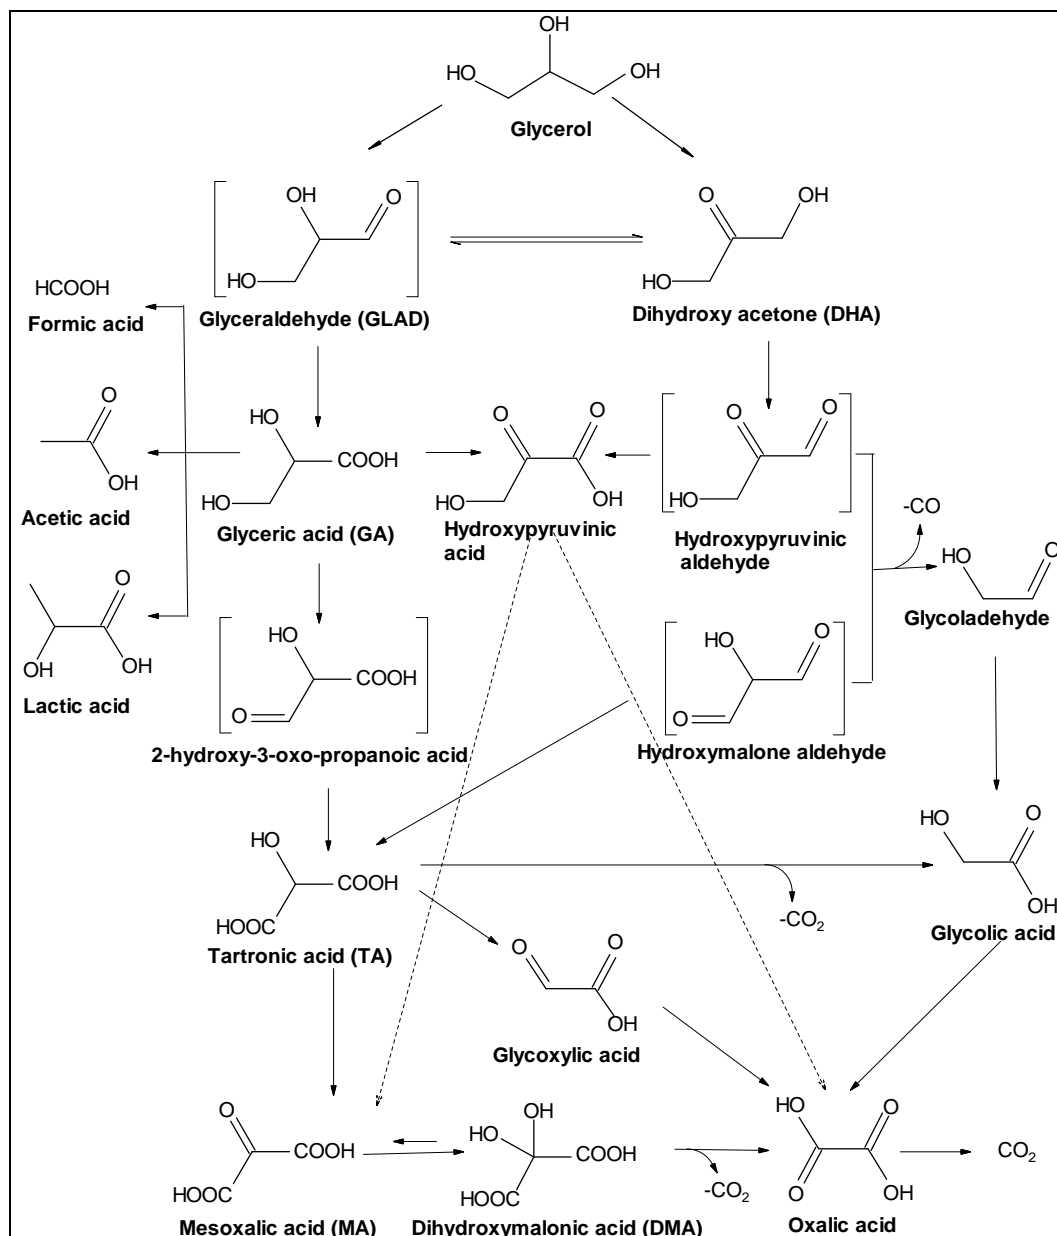 OH
HO
OH
Glycerol
OH
O
HO
Glyceraldehyde (GLAD)
O
OH
HO
Dihydroxy acetone (DHA)
HCOOH
Formic acid
O
OH
Acetic acid
HO
COOH
HO
Glyceric acid (GA)
O
O
HO
OH
Hydroxypyruvinic
acid
O
O
HO
Hydroxypyruvinic
aldehyde
-CO
HO
O
Glycoladehyde
O
OH
OH
Lactic acid
HO
COOH
O
2-hydroxy-3-oxo-propanoic acid
HO
O
O
Hydroxymalone aldehyde
HO
COOH
HOOC
Tartronic acid (TA)
-CO2
HO
O
OH
Glycolic acid
O
O
OH
Glycoxylic acid
O
COOH
HOOC
Mesoxalic acid (MA)
OH
HO
COOH
HOOC
Dihydroxymalonic acid (DMA)
-CO2
HO
O
O
OH
Oxalic acid
CO2